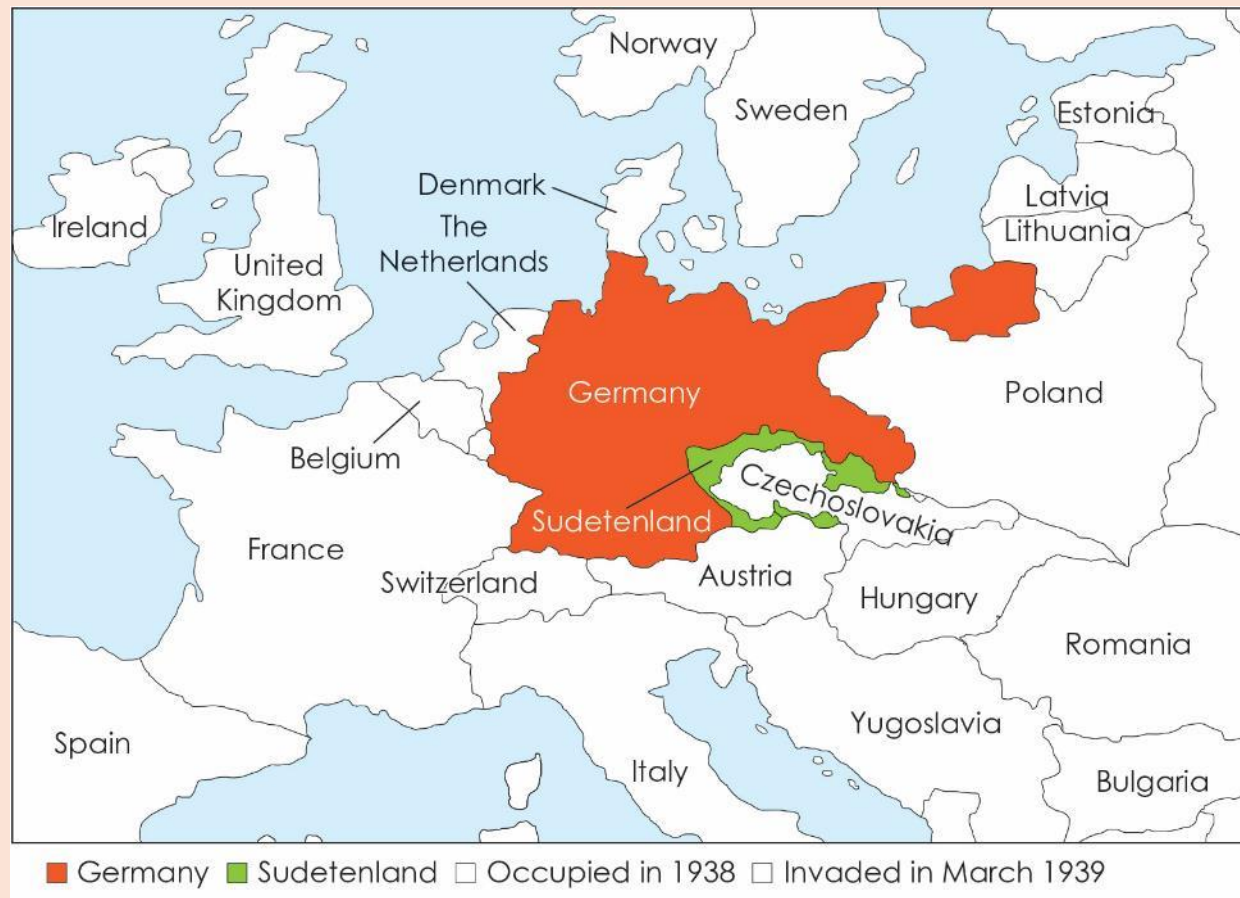 Norway
Sweden
Estonia
Denmark
Latvia
The
Netherlands
Lithuania
Ireland
United
Kingdom
Germany
Poland
Belgium
Czechoslovakia
Sudetenland
France
Switzerland
Austria
Hungary
Romania
Yugoslavia
Spain
Italy
Bulgaria
Germany Sudetenland Occupied in 1938 Invaded in March 1939